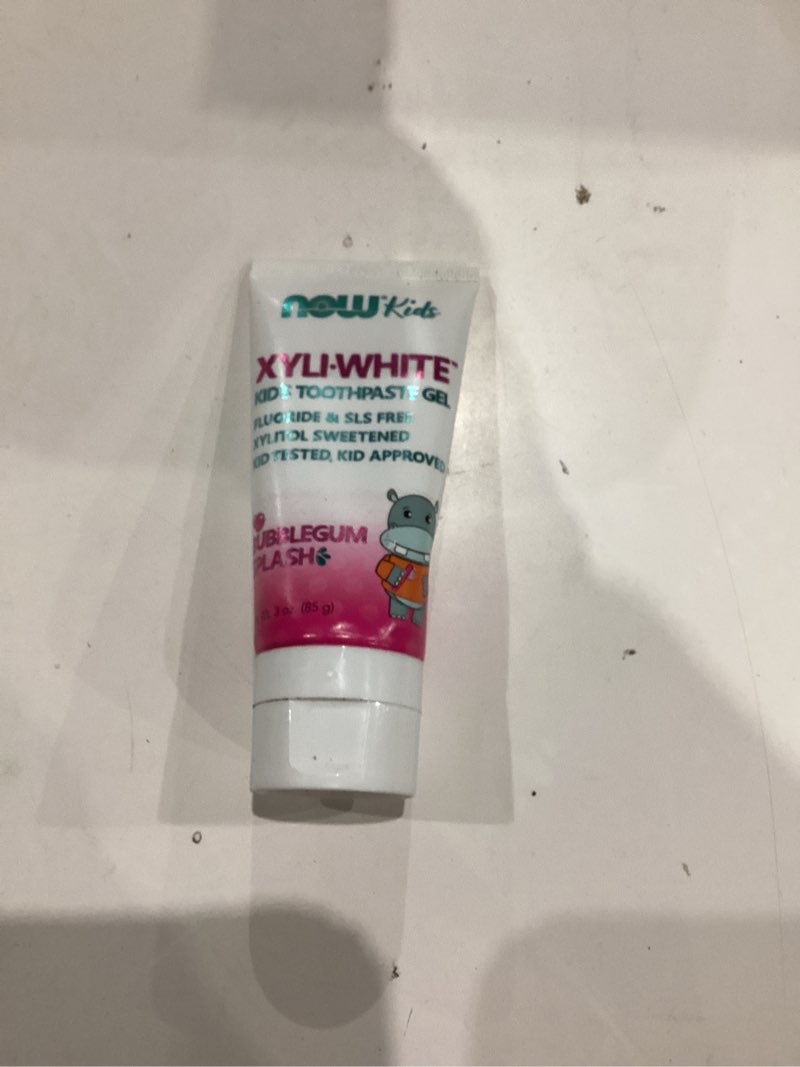 now Kids
XYLI-WHITE™
KIDS TOOTHPASTE GEL
FLUORIDE & SLS FREE
XYLITOL SWEETENED
KID TESTED, KID APPROVED
BUBBLEGUM
SPLASH
3 oz. (85 g)